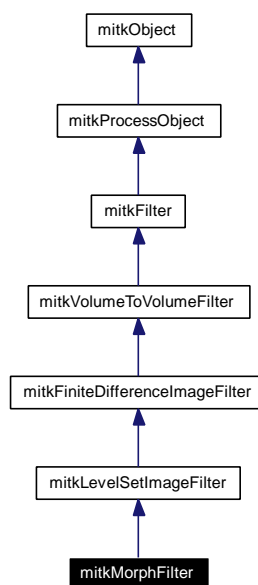 mitkObject
mitkProcessObject
mitkFilter
mitkVolumeToVolumeFilter
mitkFiniteDifferenceImageFilter
mitkLevelSetImageFilter
mitkMorphFilter